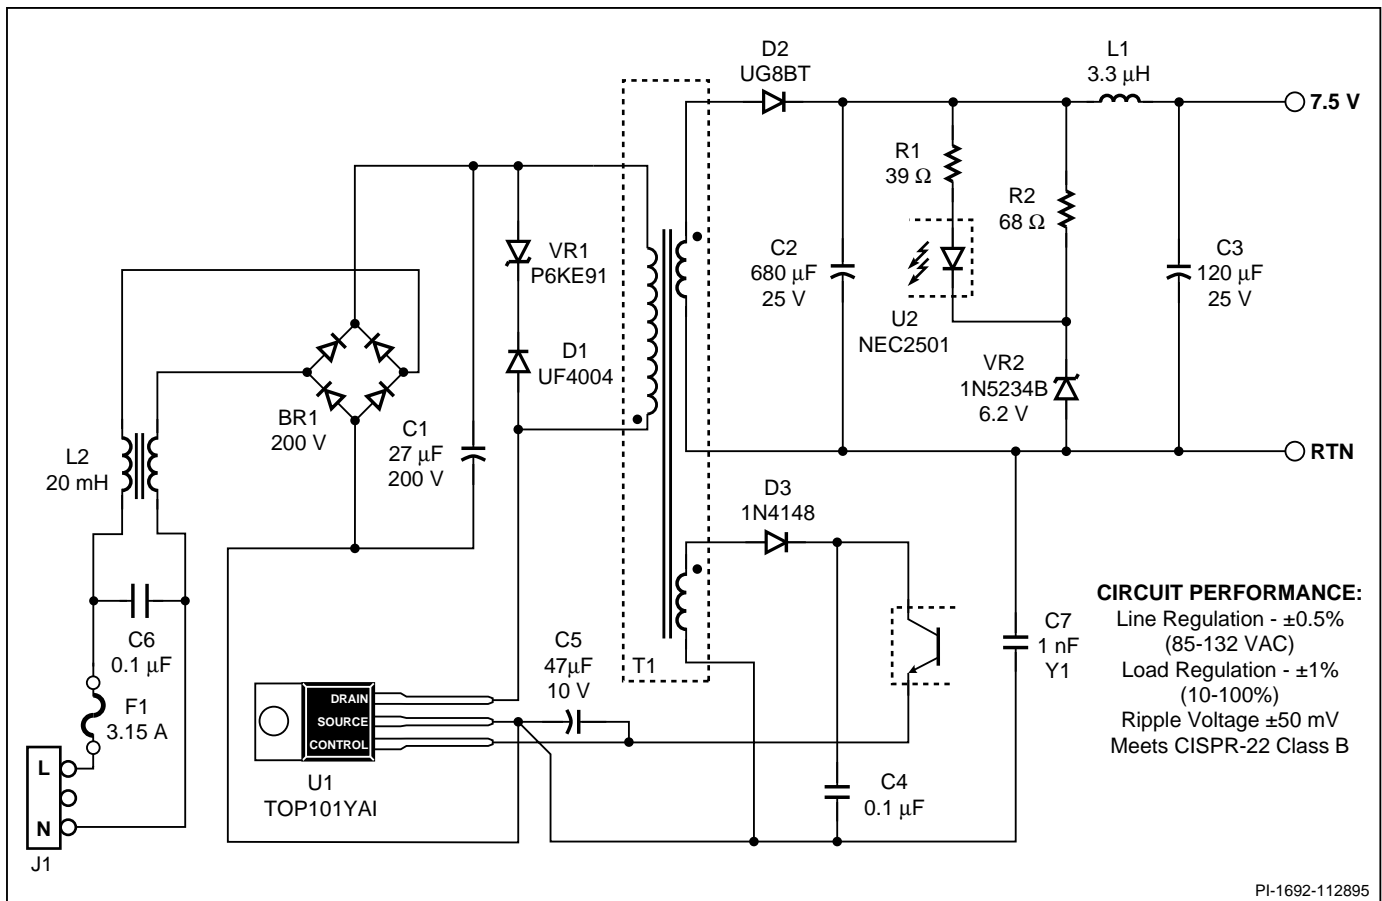 D2
UG8BT
L1
3.3 µH
7.5 V
R1
39 Ω
R2
68 Ω
VR1
P6KE91
C2
680 µF
25 V
C3
120 µF
25 V
U2
NEC2501
D1
UF4004
VR2
1N5234B
6.2 V
BR1
200 V
C1
27 µF
200 V
L2
20 mH
RTN
D3
1N4148
CIRCUIT PERFORMANCE:
Line Regulation - ±0.5%
(85-132 VAC)
Load Regulation - ±1%
(10-100%)
Ripple Voltage ±50 mV
Meets CISPR-22 Class B
C6
0.1 µF
C5
47µF
10 V
T1
C7
1 nF
Y1
F1
3.15 A
DRAIN
SOURCE
CONTROL
L
N
J1
U1
TOP101YAI
C4
0.1 µF
PI-1692-112895